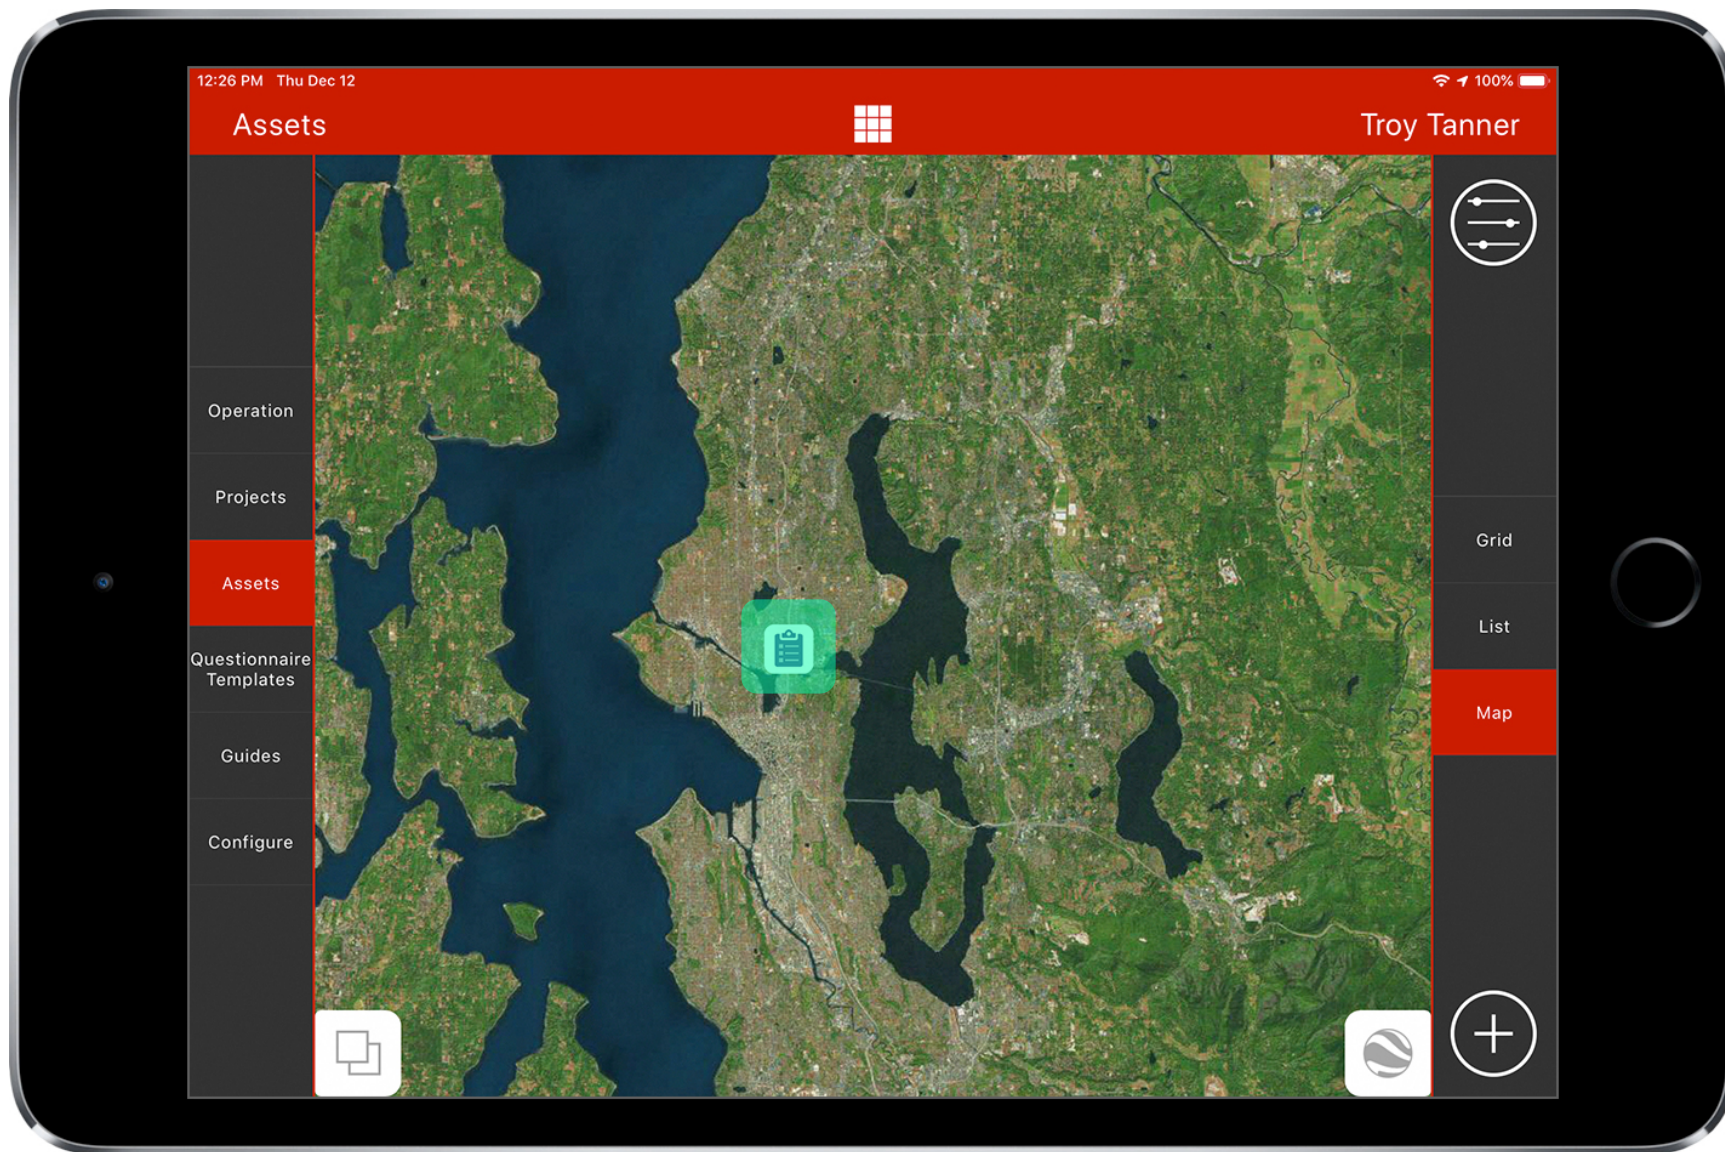 12:26 PM Thu Dec 12
100%
Assets
Troy Tanner
Operation
Projects
Assets
Questionnaire
Templates
Guides
Configure
Grid
List
Map